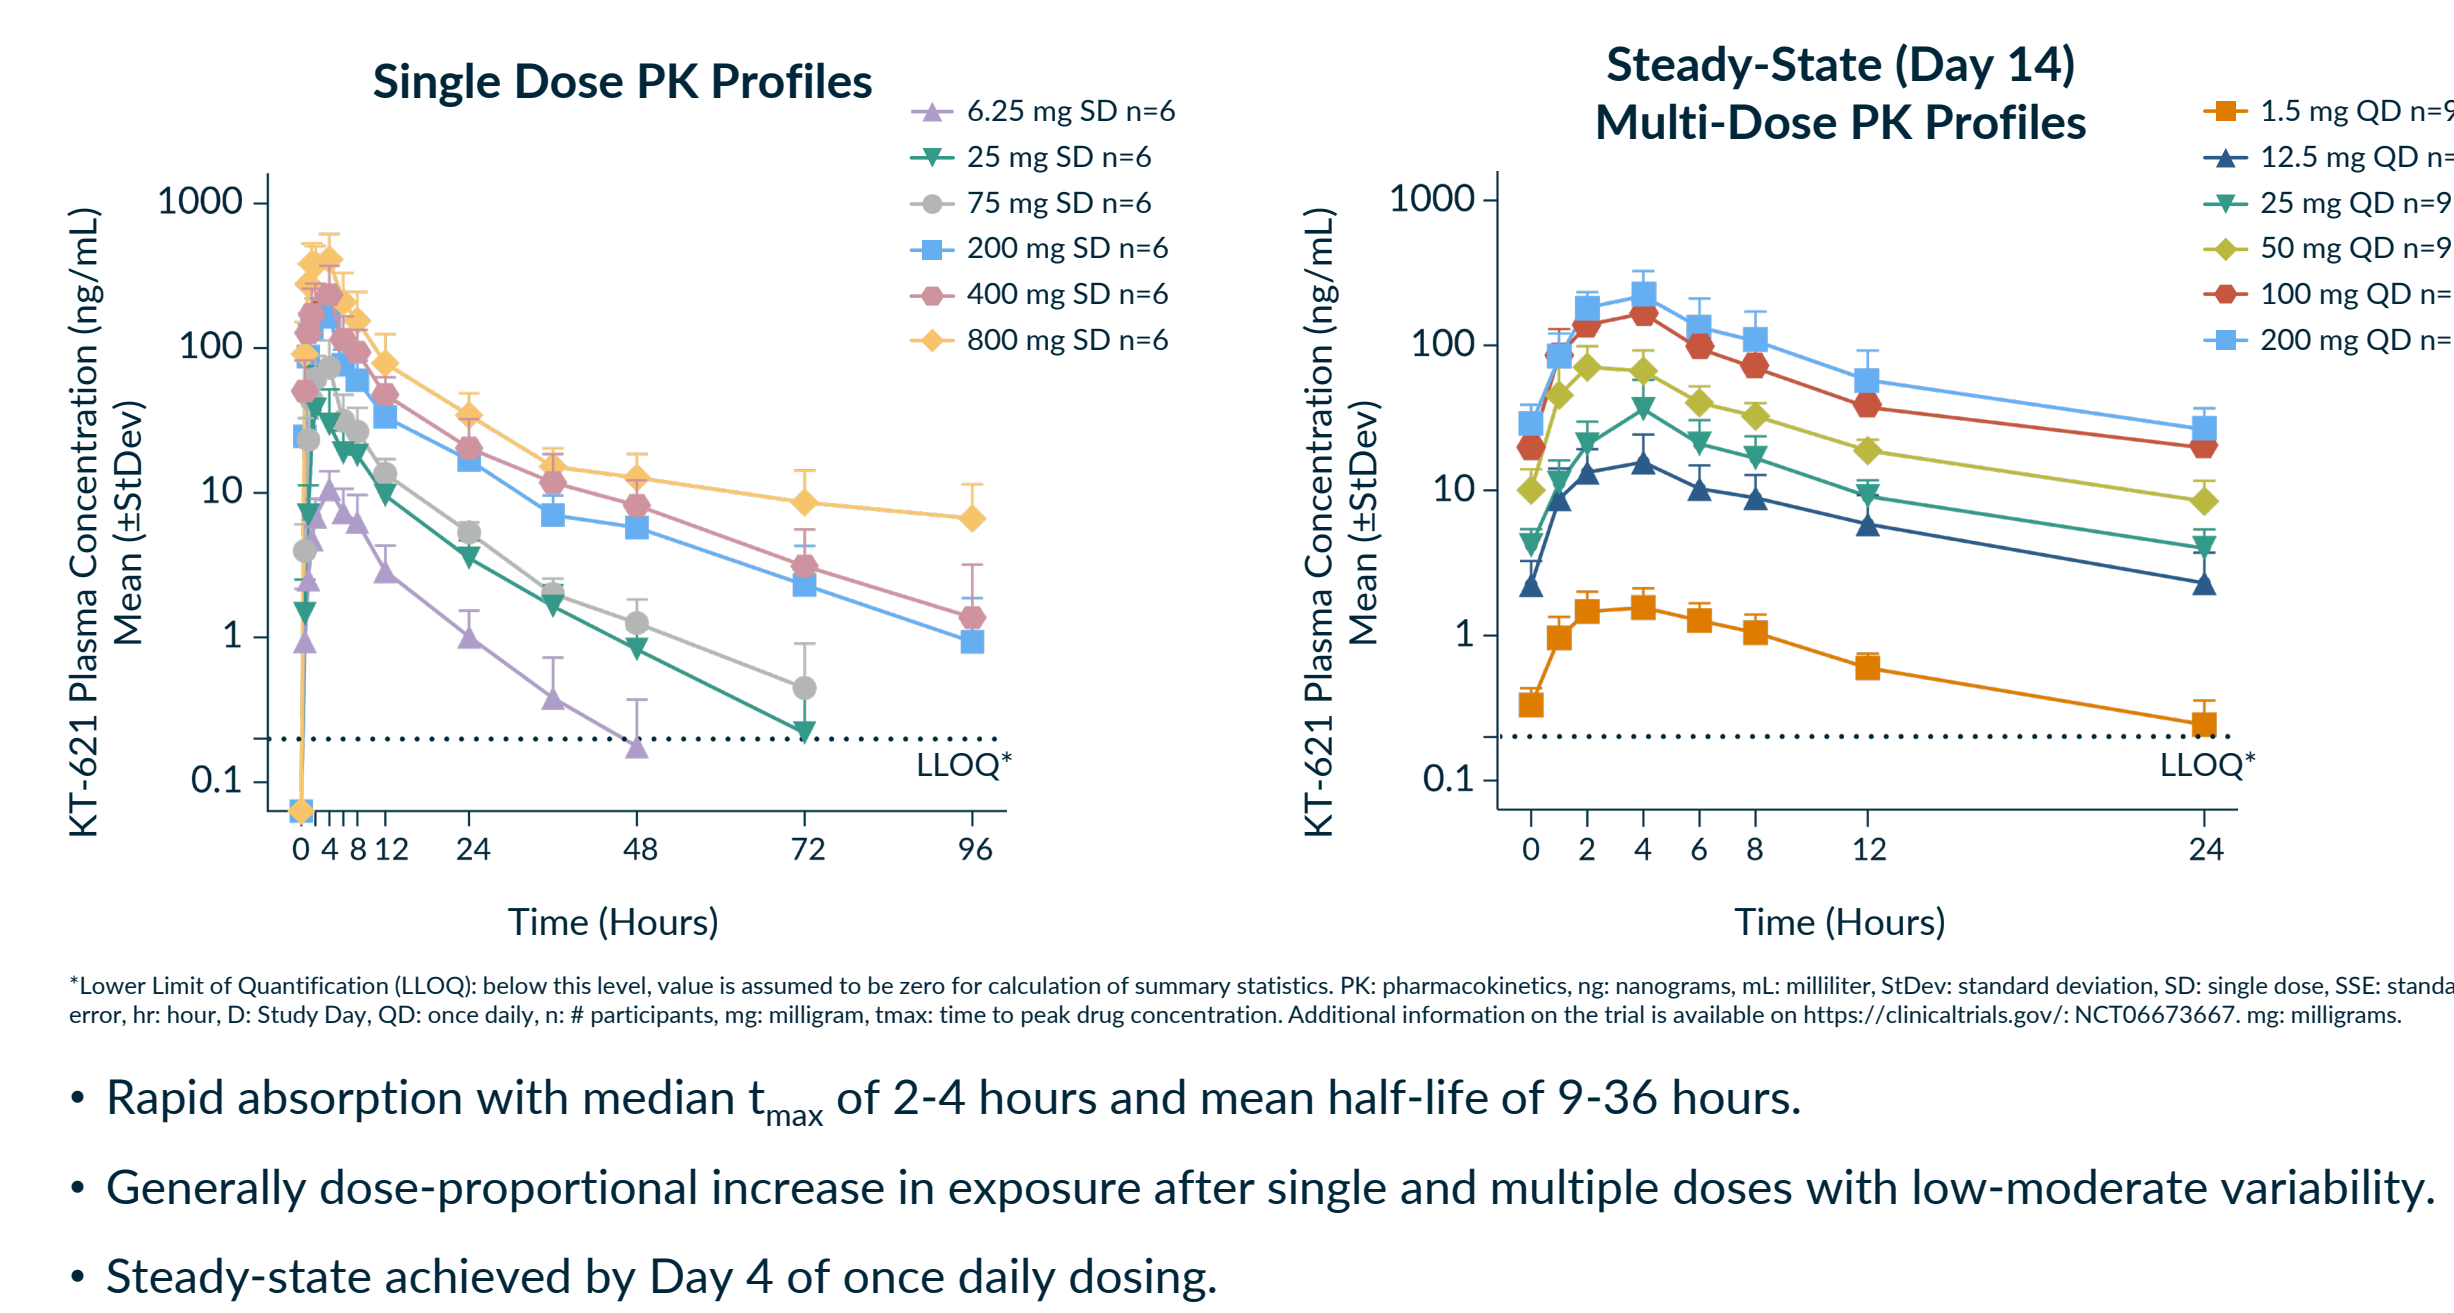 Single Dose PK Profiles
6.25 mg SD n=6
25 mg SD n=6
75 mg SD n=6
200 mg SD n=6
400 mg SD n=6
800 mg SD n=6
KT-621 Plasma Concentration (ng/mL)
Mean (±StDev)
1000
100
10
1
0.1
LLOQ*
0 4 8 12 24 48 72 96
Time (Hours)
Steady-State (Day 14)
Multi-Dose PK Profiles
1.5 mg QD n=9
12.5 mg QD n=
25 mg QD n=9
50 mg QD n=9
100 mg QD n=
200 mg QD n=
KT-621 Plasma Concentration (ng/mL)
Mean (±StDev)
1000
100
10
1
0.1
LLOQ*
0 2 4 6 8 12 24
Time (Hours)
*Lower Limit of Quantification (LLOQ): below this level, value is assumed to be zero for calculation of summary statistics. PK: pharmacokinetics, ng: nanograms, mL: milliliter, StDev: standard deviation, SD: single dose, SSE:
error, hr: hour, D: Study Day, QD: once daily, n: # participants, mg: milligram, tmax: time to peak drug concentration. Additional information on the trial is available on https://clinicaltrials.gov/: NCT06673667. mg: milligrams.
• Rapid absorption with median tmax of 2-4 hours and mean half-life of 9-36 hours.
• Generally dose-proportional increase in exposure after single and multiple doses with low-moderate variability.
• Steady-state achieved by Day 4 of once daily dosing.